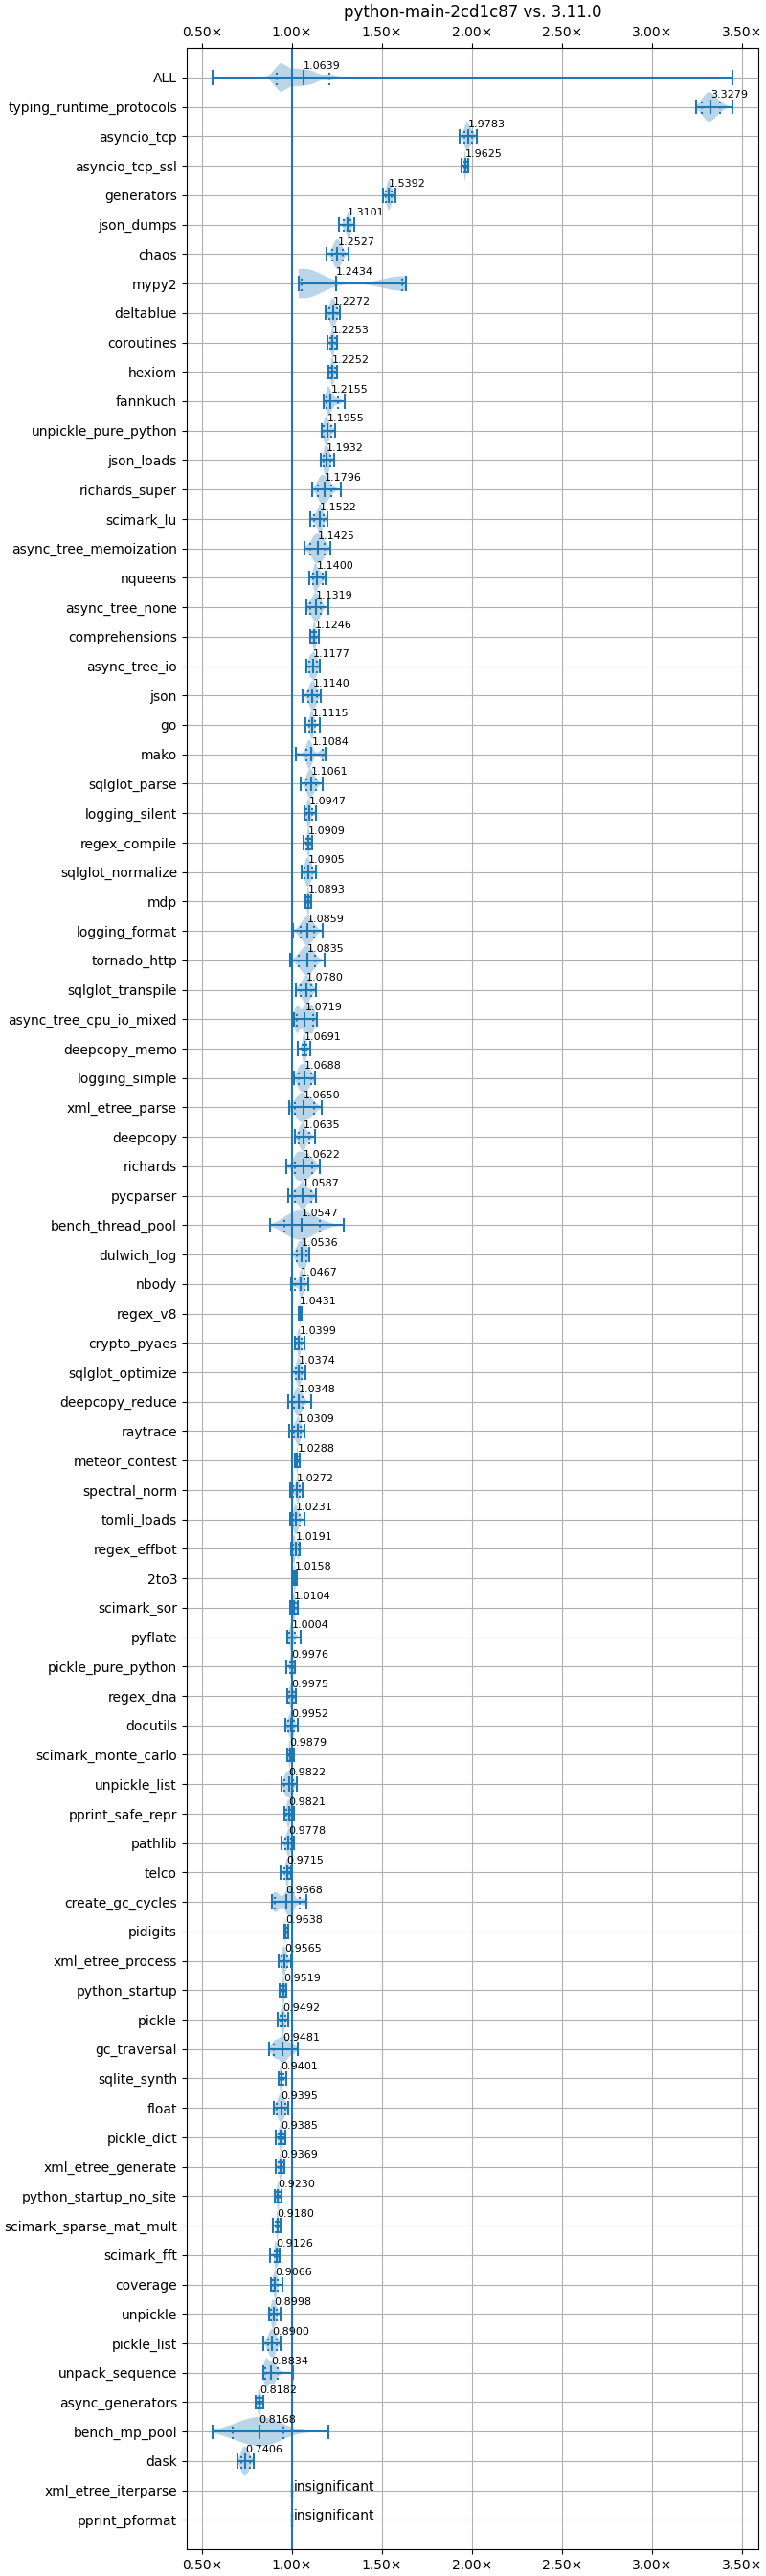 python-main-2cd1c87 vs. 3.11.0
0.50× 1.00× 1.50× 2.00× 2.50× 3.00× 3.50×
ALL 1.0639
typing_runtime_protocols 3.3279
asyncio_tcp 1.9783
asyncio_tcp_ssl 1.9625
generators 1.5392
json_dumps 1.3101
chaos 1.2527
mypy2 1.2434
deltablue 1.2272
coroutines 1.2253
hexiom 1.2252
fannkuch 1.2155
unpickle_pure_python 1.1955
json_loads 1.1932
richards_super 1.1796
scimark_lu 1.1522
async_tree_memoization 1.1425
nqueens 1.1400
async_tree_none 1.1319
comprehensions 1.1246
async_tree_io 1.1177
json 1.1140
go 1.1115
mako 1.1084
sqlglot_parse 1.1061
logging_silent 1.0947
regex_compile 1.0909
sqlglot_normalize 1.0905
mdp 1.0893
logging_format 1.0859
tornado_http 1.0835
sqlglot_transpile 1.0780
async_tree_cpu_io_mixed 1.0719
deepcopy_memo 1.0691
logging_simple 1.0688
xml_etree_parse 1.0650
deepcopy 1.0635
richards 1.0622
pycparser 1.0587
bench_thread_pool 1.0547
dulwich_log 1.0536
nbody 1.0467
regex_v8 1.0431
crypto_pyaes 1.0399
sqlglot_optimize 1.0374
deepcopy_reduce 1.0348
raytrace 1.0309
meteor_contest 1.0288
spectral_norm 1.0272
tomli_loads 1.0231
regex_effbot 1.0191
2to3 1.0158
scimark_sor 1.0104
pyflate 1.0004
pickle_pure_python 0.9976
regex_dna 0.9975
docutils 0.9952
scimark_monte_carlo 0.9879
unpickle_list 0.9822
pprint_safe_repr 0.9821
pathlib 0.9778
telco 0.9715
create_gc_cycles 0.9668
pidigits 0.9638
xml_etree_process 0.9565
python_startup 0.9519
pickle 0.9492
gc_traversal 0.9481
sqlite_synth 0.9401
float 0.9395
pickle_dict 0.9385
xml_etree_generate 0.9369
python_startup_no_site 0.9230
scimark_sparse_mat_mult 0.9180
scimark_fft 0.9126
coverage 0.9066
unpickle 0.8998
pickle_list 0.8900
unpack_sequence 0.8834
async_generators 0.8182
bench_mp_pool 0.8168
dask 0.7406
xml_etree_iterparse insignificant
pprint_pformat insignificant
0.50× 1.00× 1.50× 2.00× 2.50× 3.00× 3.50×